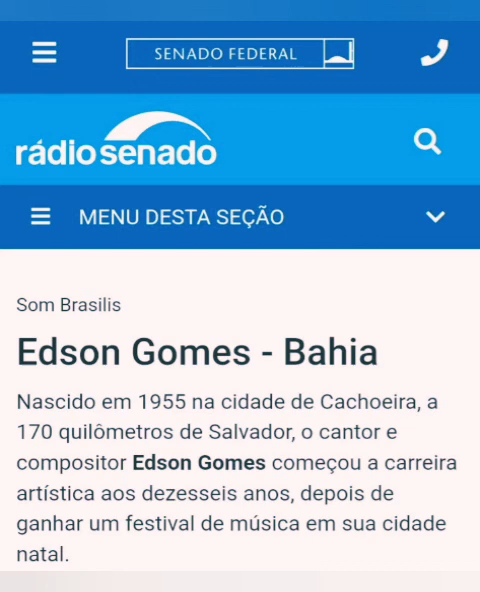 SENADO FEDERAL
rádiosenado
MENU DESTA SEÇÃO
Som Brasilis
Edson Gomes - Bahia
Nascido em 1955 na cidade de Cachoeira, a
170 quilômetros de Salvador, o cantor e
compositor Edson Gomes começou a carreira
artística aos dezesseis anos, depois de
ganhar um festival de música em sua cidade
natal.